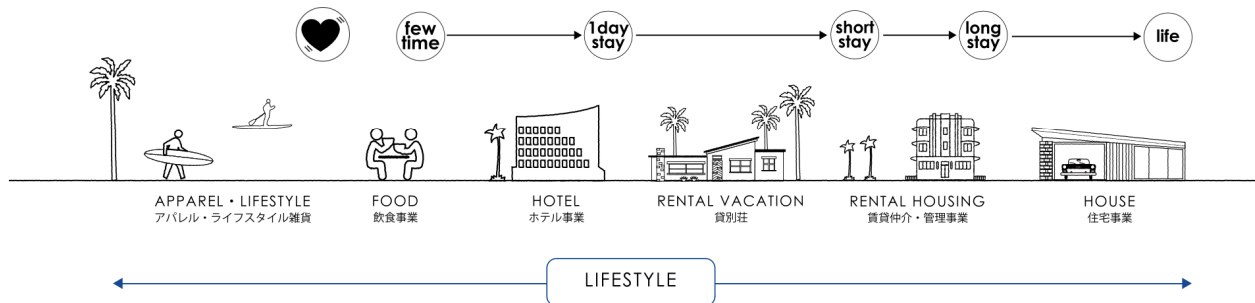 few
time
1day
stay
short
stay
long
stay
life
APPAREL・LIFESTYLE
アパレル・ライフスタイル雑貨
FOOD
飲食事業
HOTEL
ホテル事業
RENTAL VACATION
貸別荘
RENTAL HOUSING
賃貸仲介・管理事業
HOUSE
住宅事業
LIFESTYLE